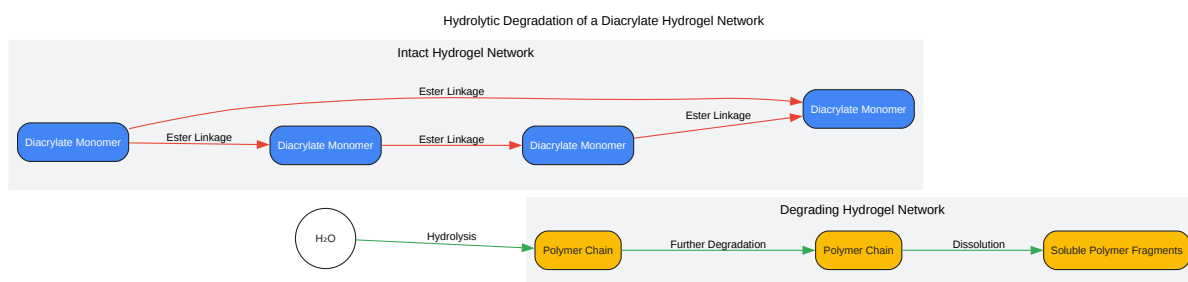 Hydrolytic Degradation of a Diacrylate Hydrogel Network
Intact Hydrogel Network
Ester Linkage
Diacrylate Monomer
Ester Linkage
Diacrylate Monomer
Ester Linkage
Diacrylate Monomer
Ester Linkage
Diacrylate Monomer
Degrading Hydrogel Network
H₂O
Hydrolysis
Polymer Chain
Further Degradation
Polymer Chain
Dissolution
Soluble Polymer Fragments